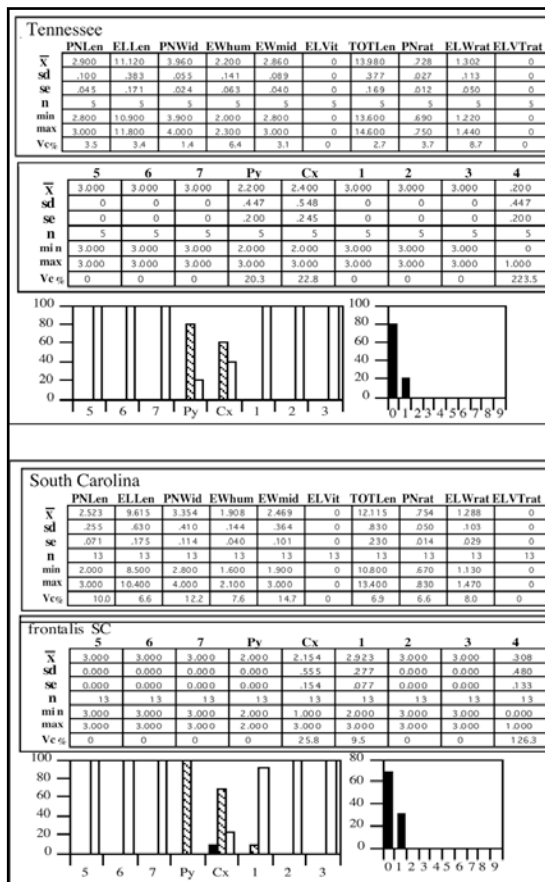 Tennessee
PNLen ELLen PNWid EWhum EWmid ELVit TOTLen PNrat ELWrat ELVTrat
x̄ 2.900 11.120 3.960 2.200 2.860 0 13.980 .728 1.302 0
sd .100 .383 .055 .141 .089 0 .377 .027 .113 0
se .045 .171 .024 .063 .040 0 .169 .012 .050 0
n 5 5 5 5 5 5 5 5 5 5
min 2.800 10.900 3.900 2.000 2.800 0 13.600 .690 1.220 0
max 3.000 11.800 4.000 2.300 3.000 0 14.600 .750 1.440 0
Vc% 3.5 3.4 1.4 6.4 3.1 0 2.7 3.7 8.7 0
5 6 7 Py Cx 1 2 3 4
x̄ 3.000 3.000 3.000 2.200 2.400 3.000 3.000 3.000 .200
sd 0 0 0 .447 .548 0 0 0 .447
se 0 0 0 .200 .245 0 0 0 .200
n 5 5 5 5 5 5 5 5 5
min 3.000 3.000 3.000 2.000 2.000 3.000 3.000 3.000 0
max 3.000 3.000 3.000 3.000 3.000 3.000 3.000 3.000 1.000
Vc% 0 0 0 20.3 22.8 0 0 0 223.5
100 100
80 80
60 60
40 40
20 20
0 0
5 6 7 Py Cx 1 2 3 0 1 2 3 4 5 6 7 8 9
South Carolina
PNLen ELLen PNWid EWhum EWmid ELVit TOTLen PNrat ELWrat ELVTrat
x̄ 2.523 9.615 3.354 1.908 2.469 0 12.115 .754 1.288 0
sd .255 .630 .410 .144 .364 0 .830 .050 .103 0
se .071 .175 .114 .040 .101 0 .230 .014 .029 0
n 13 13 13 13 13 13 13 13 13 13
min 2.000 8.500 2.800 1.600 1.900 0 10.800 .670 1.130 0
max 3.000 10.400 4.000 2.100 3.000 0 13.400 .830 1.470 0
Vc% 10.0 6.6 12.2 7.6 14.7 0 6.9 6.6 8.0 0
frontalis SC
5 6 7 Py Cx 1 2 3 4
x̄ 3.000 3.000 3.000 2.000 2.154 2.923 3.000 3.000 .308
sd 0.000 0.000 0.000 0.000 .555 .277 0.000 0.000 .480
se 0.000 0.000 0.000 0.000 .154 .077 0.000 0.000 .133
n 13 13 13 13 13 13 13 13 13
min 3.000 3.000 3.000 2.000 1.000 2.000 3.000 3.000 0.000
max 3.000 3.000 3.000 2.000 3.000 3.000 3.000 3.000 1.000
Vc% 0 0 0 0 25.8 9.5 0 0 126.3
100 80
80 60
60 40
40 20
20 0
0
5 6 7 Py Cx 1 2 3 0 1 2 3 4 5 6 7 8 9